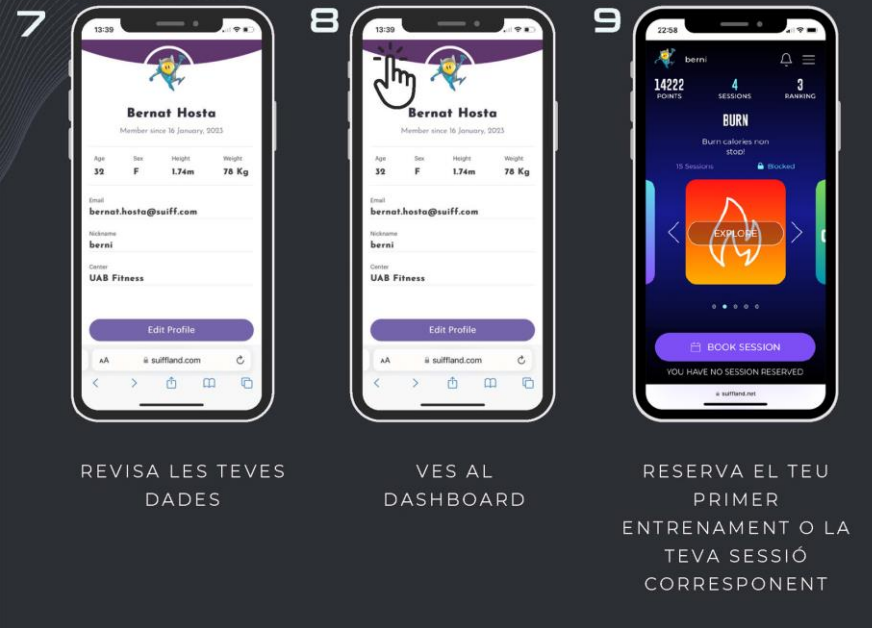 7
13:39
Bernat Hosta
Member since 16 January, 2023
Age Sex Height Weight
32 F 1.74m 78 Kg
Email
bernat.hosta@suiff.com
Nickname
berni
Center
UAB Fitness
Edit Profile
AA suiffland.com
REVISA LES TEVES
DADES
8
13:39
Bernat Hosta
Member since 16 January, 2023
Age Sex Height Weight
32 F 1.74m 78 Kg
Email
bernat.hosta@suiff.com
Nickname
berni
Center
UAB Fitness
Edit Profile
AA suiffland.com
VES AL
DASHBOARD
9
22:58
berni
14222 4 3
POINTS SESSIONS RANKING
BURN
Burn calories non
stop!
15 Sessions Blocked
EXPLORE
BOOK SESSION
YOU HAVE NO SESSION RESERVED
suiffland.net
RESERVA EL TEU
PRIMER
ENTRENAMENT O LA
TEVA SESSIÓ
CORRESPONENT